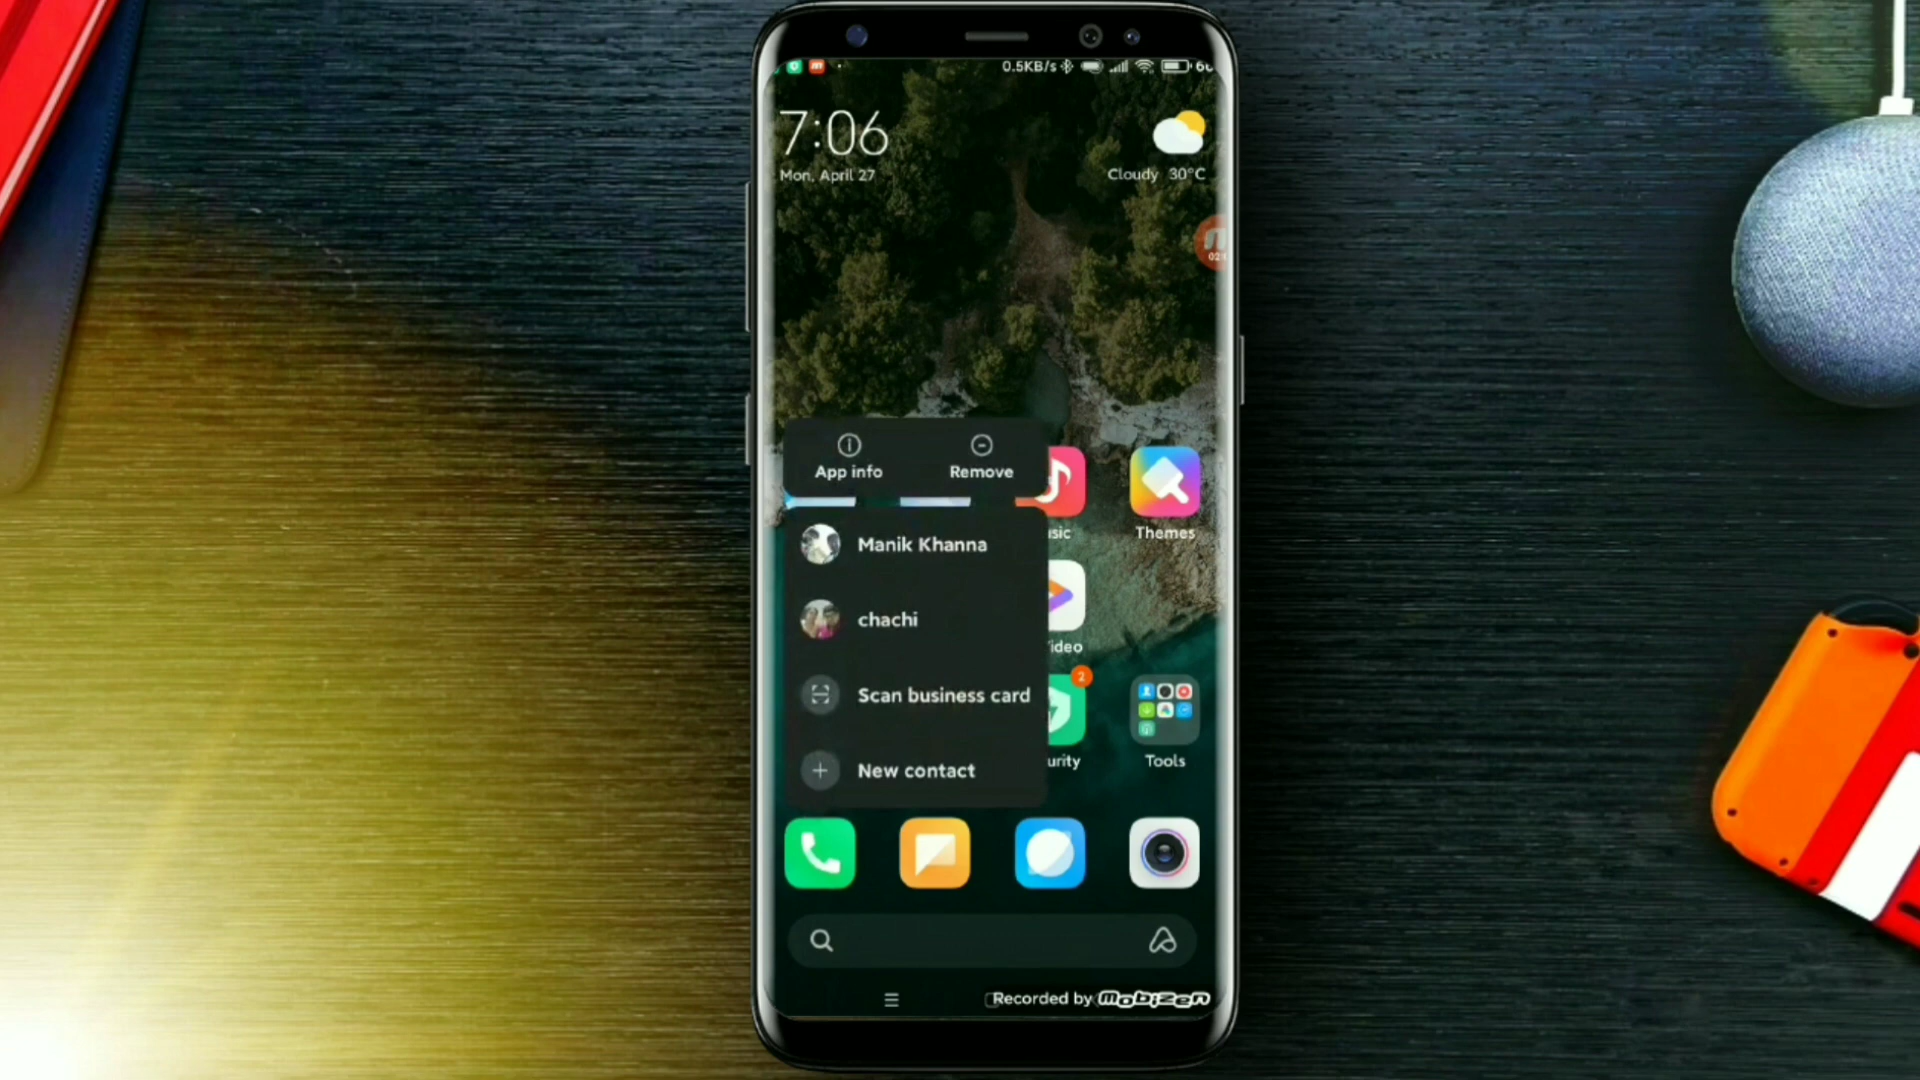 0.5KB/s
7:06
Mon, April 27
Cloudy 30°C
App info
Remove
Manik Khanna
Themes
chachi
Scan business card
2
Tools
New contact
Recorded by mobizen